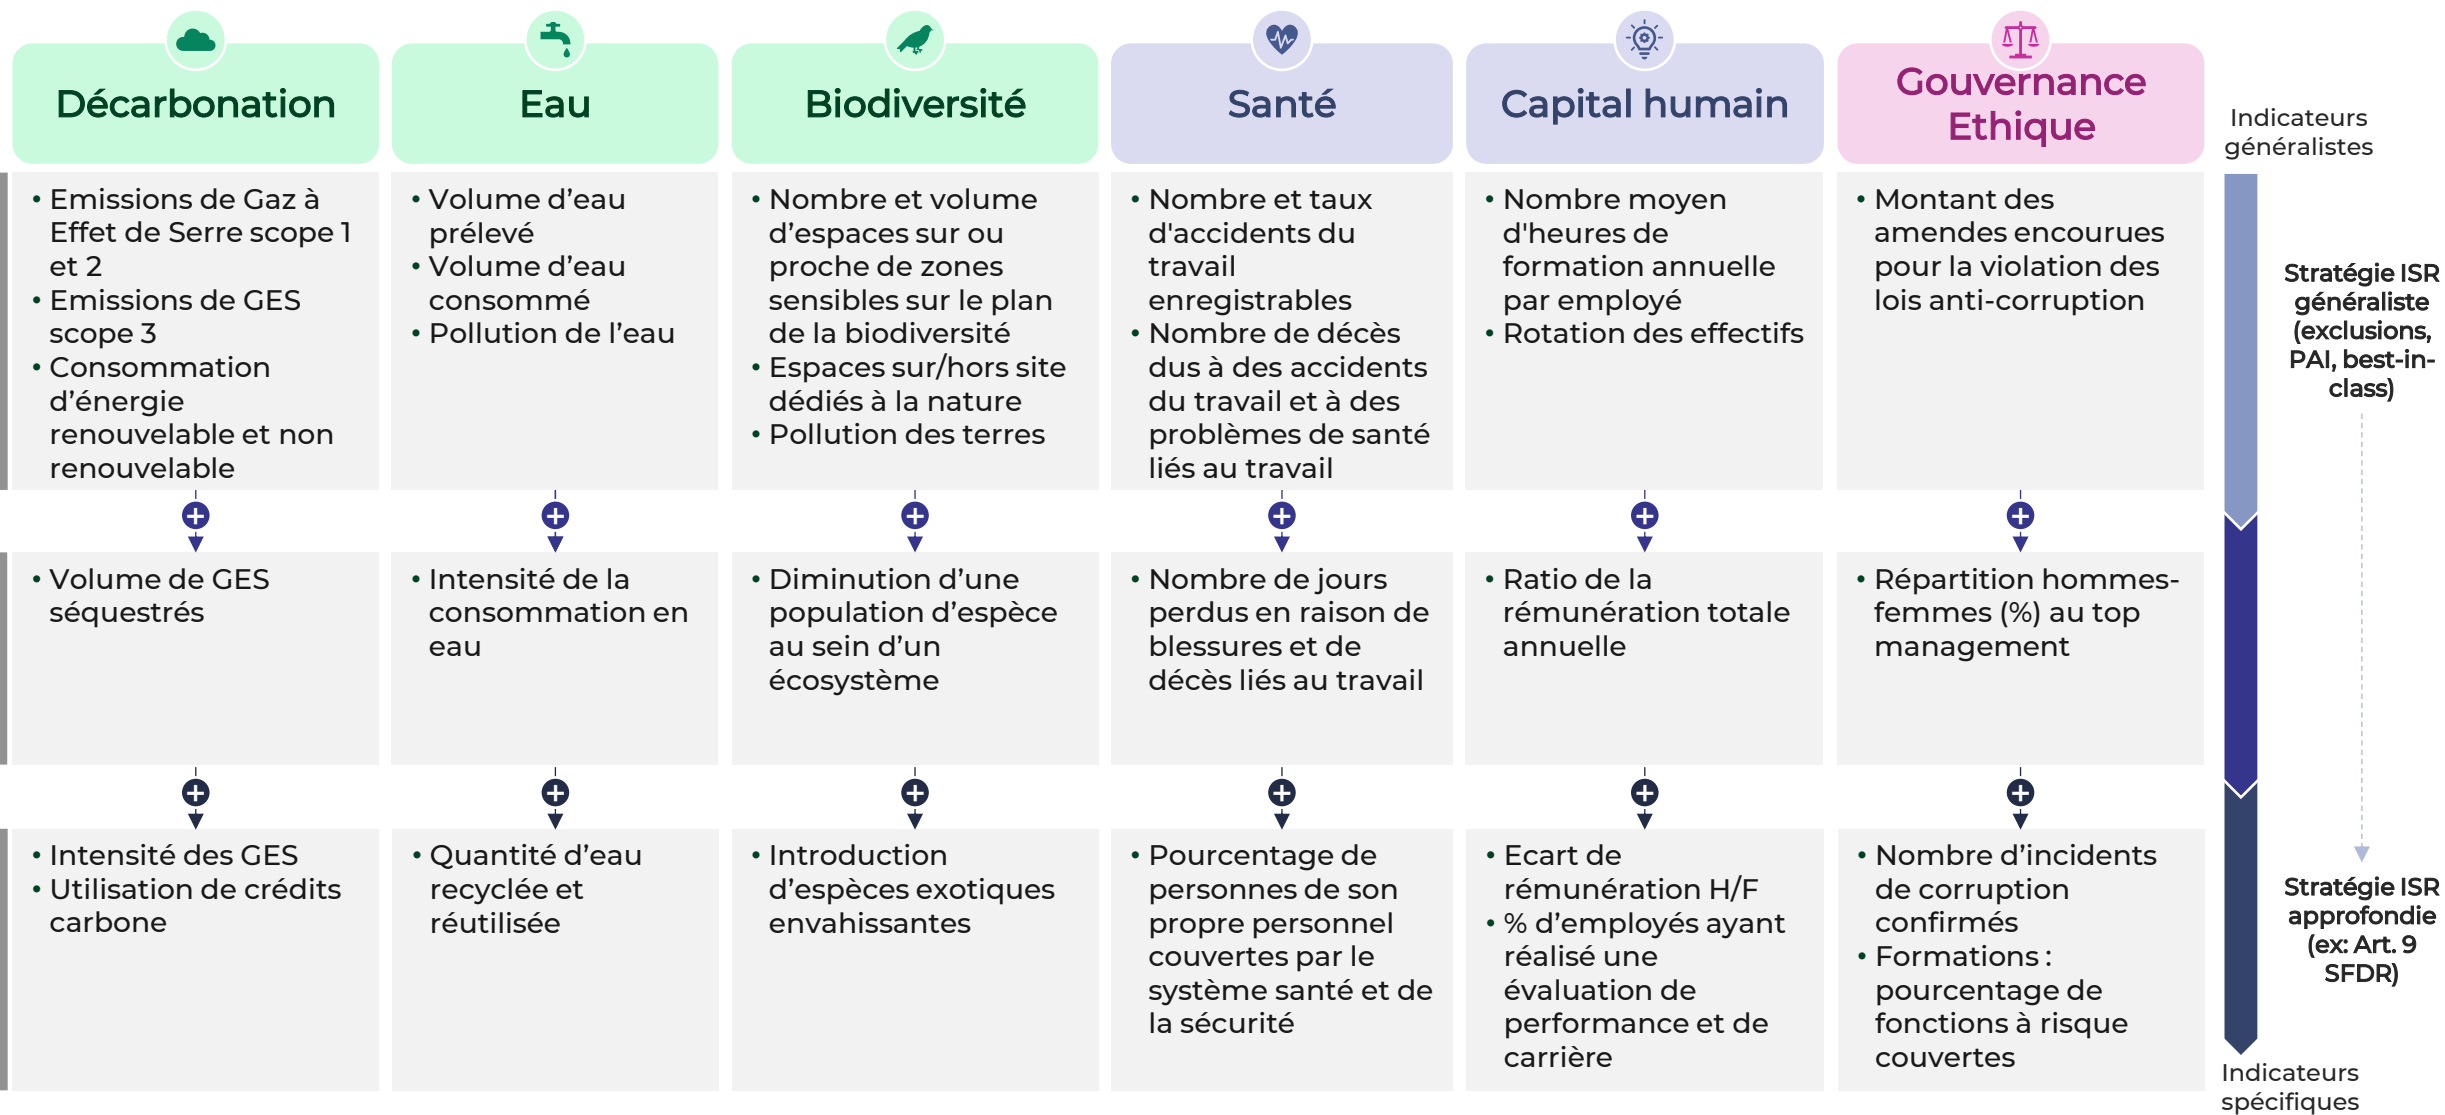 Décarbonation
Eau
Biodiversité
Santé
Capital humain
Gouvernance
Ethique
Indicateurs
généralistes
• Emissions de Gaz à
Effet de Serre scope 1
et 2
• Emissions de GES
scope 3
• Consommation
d’énergie
renouvelable et non
renouvelable
• Volume d’eau
prélevé
• Volume d’eau
consommé
• Pollution de l’eau
• Nombre et volume
d’espaces sur ou
proche de zones
sensibles sur le plan
de la biodiversité
• Espaces sur/hors site
dédiés à la nature
• Pollution des terres
• Nombre et taux
d'accidents du
travail
enregistrables
• Nombre de décès
dus à des accidents
du travail et à des
problèmes de santé
liés au travail
• Nombre moyen
d'heures de
formation annuelle
par employé
• Rotation des effectifs
• Montant des
amendes encourues
pour la violation des
lois anti-corruption
Stratégie ISR
généraliste
(exclusions,
PAI, best-in-
class)
• Volume de GES
séquestrés
• Intensité de la
consommation en
eau
• Diminution d’une
population d’espèce
au sein d’un
écosystème
• Nombre de jours
perdus en raison de
blessures et de
décès liés au travail
• Ratio de la
rémunération totale
annuelle
• Répartition hommes-
femmes (%) au top
management
• Intensité des GES
• Utilisation de crédits
carbone
• Quantité d’eau
recyclée et
réutilisée
• Introduction
d’espèces exotiques
envahissantes
• Pourcentage de
personnes de son
propre personnel
couvertes par le
système santé et de
la sécurité
• Ecart de
rémunération H/F
• % d’employés ayant
réalisé une
évaluation de
performance et de
carrière
• Nombre d’incidents
de corruption
confirmés
• Formations :
pourcentage de
fonctions à risque
couvertes
Stratégie ISR
approfondie
(ex: Art. 9
SFDR)
Indicateurs
spécifiques